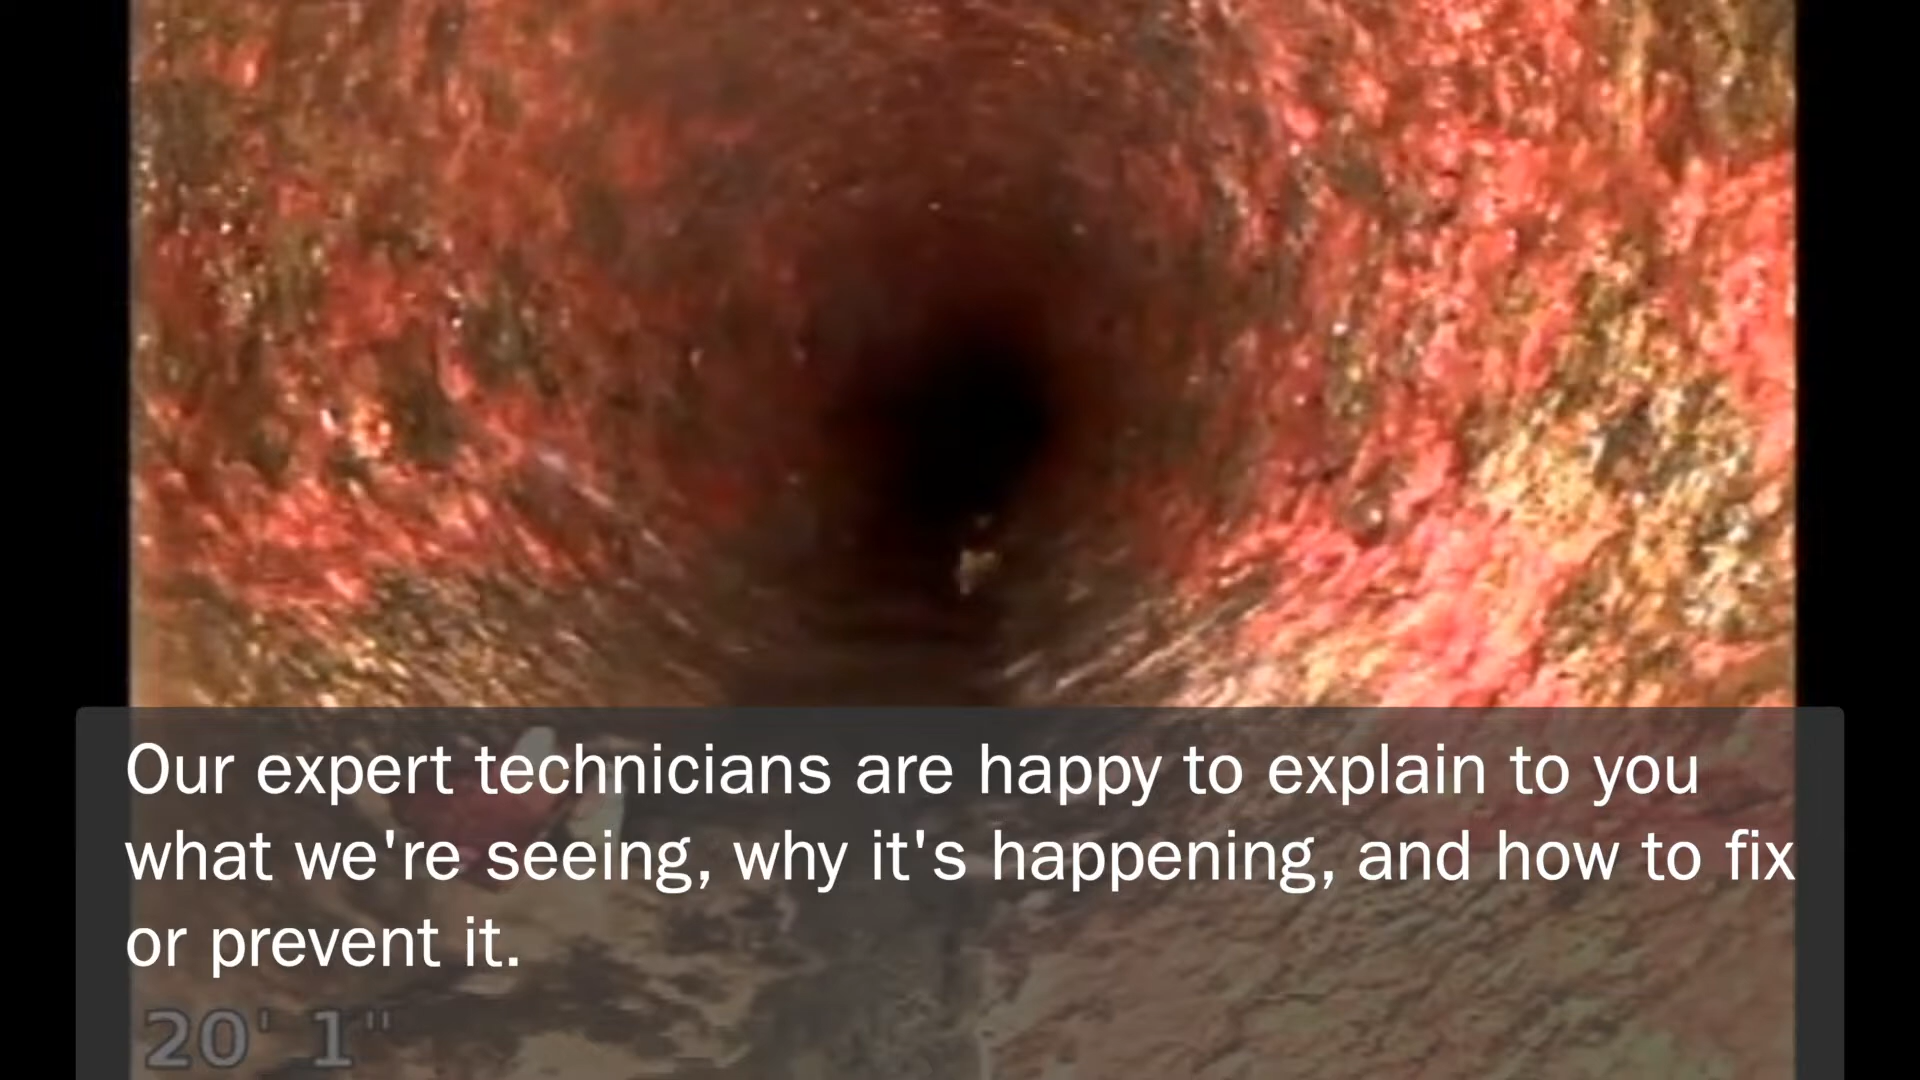 Our expert technicians are happy to explain to you
what we're seeing, why it's happening, and how to fix
or prevent it.
20' 1"